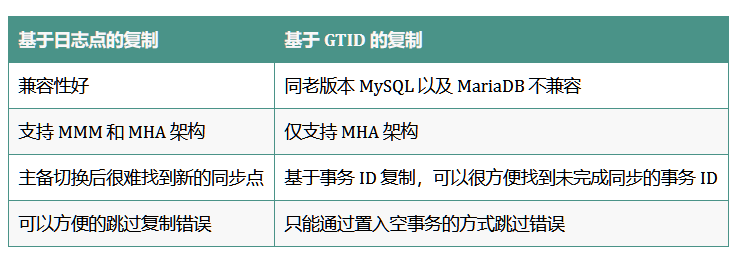 基于日志点的复制 基于 GTID 的复制
兼容性好 同老版本 MySQL 以及 MariaDB 不兼容
支持 MMM 和 MHA 架构 仅支持 MHA 架构
主备切换后很难找到新的同步点 基于事务 ID 复制，可以很方便找到未完成同步的事务 ID
可以方便的跳过复制错误 只能通过置入空事务的方式跳过错误